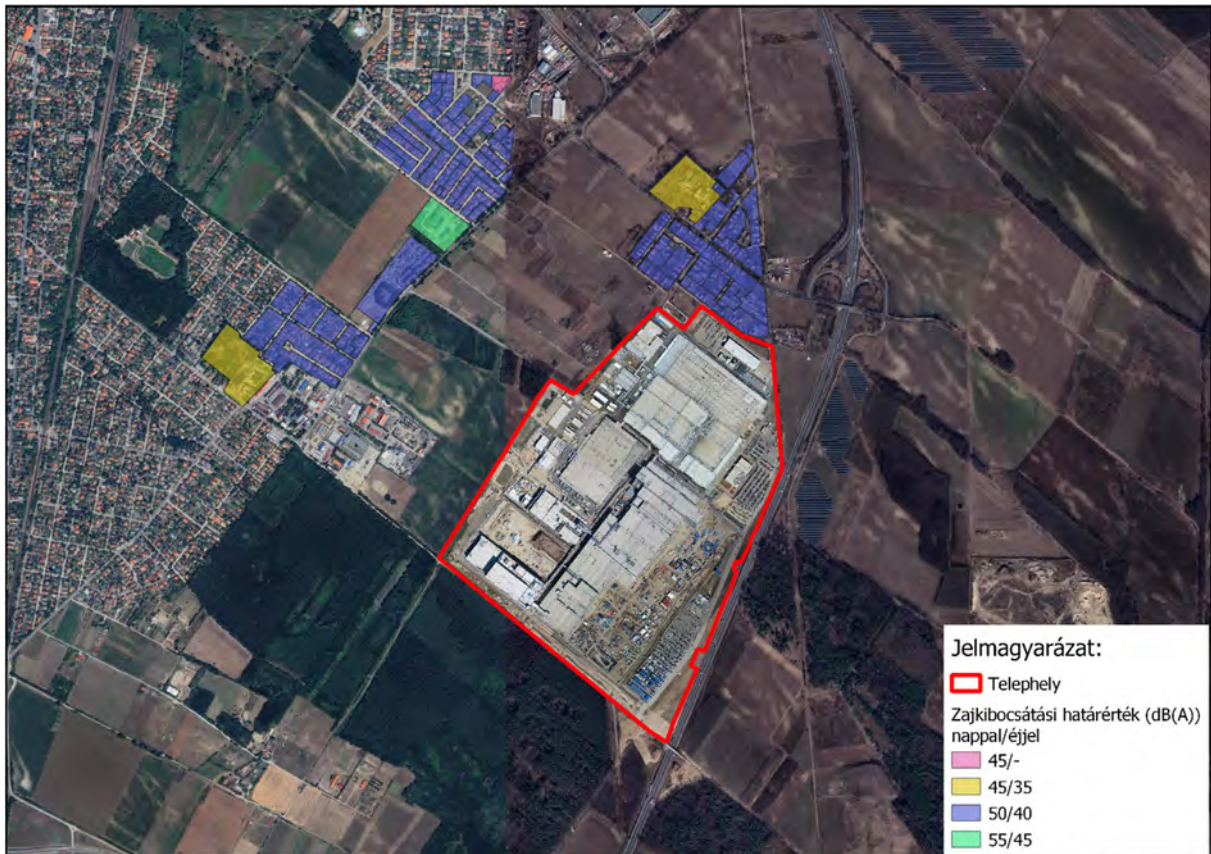 Jelmagyarázat:
Telephely
Zajkibocsátási határérték (dB(A))
nappal/éjjel
45/-
45/35
50/40
55/45